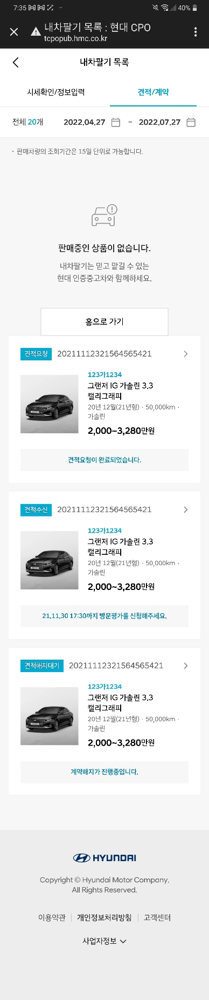 7:35
40%
내차팔기 목록 : 현대 CPO
tcpopub.hmc.co.kr
내차팔기 목록
시세확인/정보입력
견적/계약
전체 20개
2022.04.27 ~ 2022.07.27
· 판매차량의 조회기간은 15일 단위로 가능합니다.
판매중인 상품이 없습니다.
내차팔기는 믿고 맡길 수 있는
현대 인증중고차와 함께하세요.
홈으로 가기
견적요청 20211112321564565421
123가1234
그랜저 IG 가솔린 3.3
캘리그래피
20년 12월(21년형) · 50,000km ·
가솔린
2,000~3,280만원
견적요청이 완료되었습니다.
견적수신 20211112321564565421
123가1234
그랜저 IG 가솔린 3.3
캘리그래피
20년 12월(21년형) · 50,000km ·
가솔린
2,000~3,280만원
21.11.30 17:30까지 방문평가를 신청해주세요.
견적해지대기 20211112321564565421
123가1234
그랜저 IG 가솔린 3.3
캘리그래피
20년 12월(21년형) · 50,000km ·
가솔린
2,000~3,280만원
계약해지가 진행중입니다.
HYUNDAI
Copyright © Hyundai Motor Company.
All Rights Reserved.
이용약관
개인정보처리방침
고객센터
사업자정보